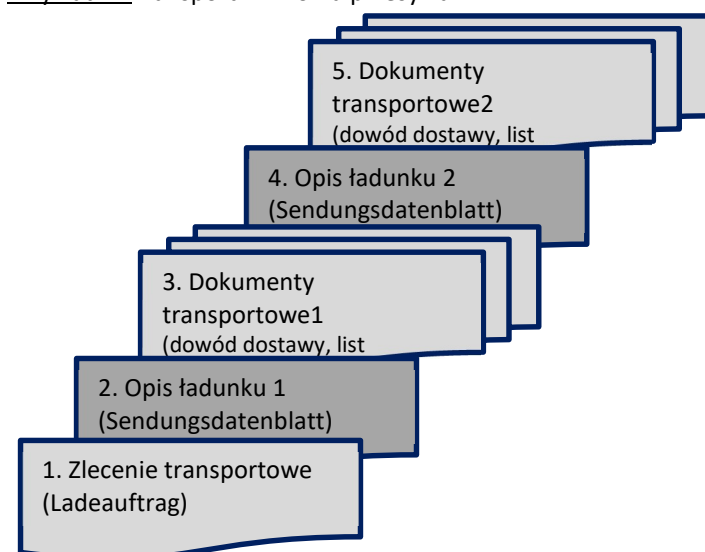 5. Dokumenty
transportowe2
(dowód dostawy, list
4. Opis ładunku 2
(Sendungsdatenblatt)
3. Dokumenty
transportowe1
(dowód dostawy, list
2. Opis ładunku 1
(Sendungsdatenblatt)
1. Zlecenie transportowe
(Ladeauftrag)